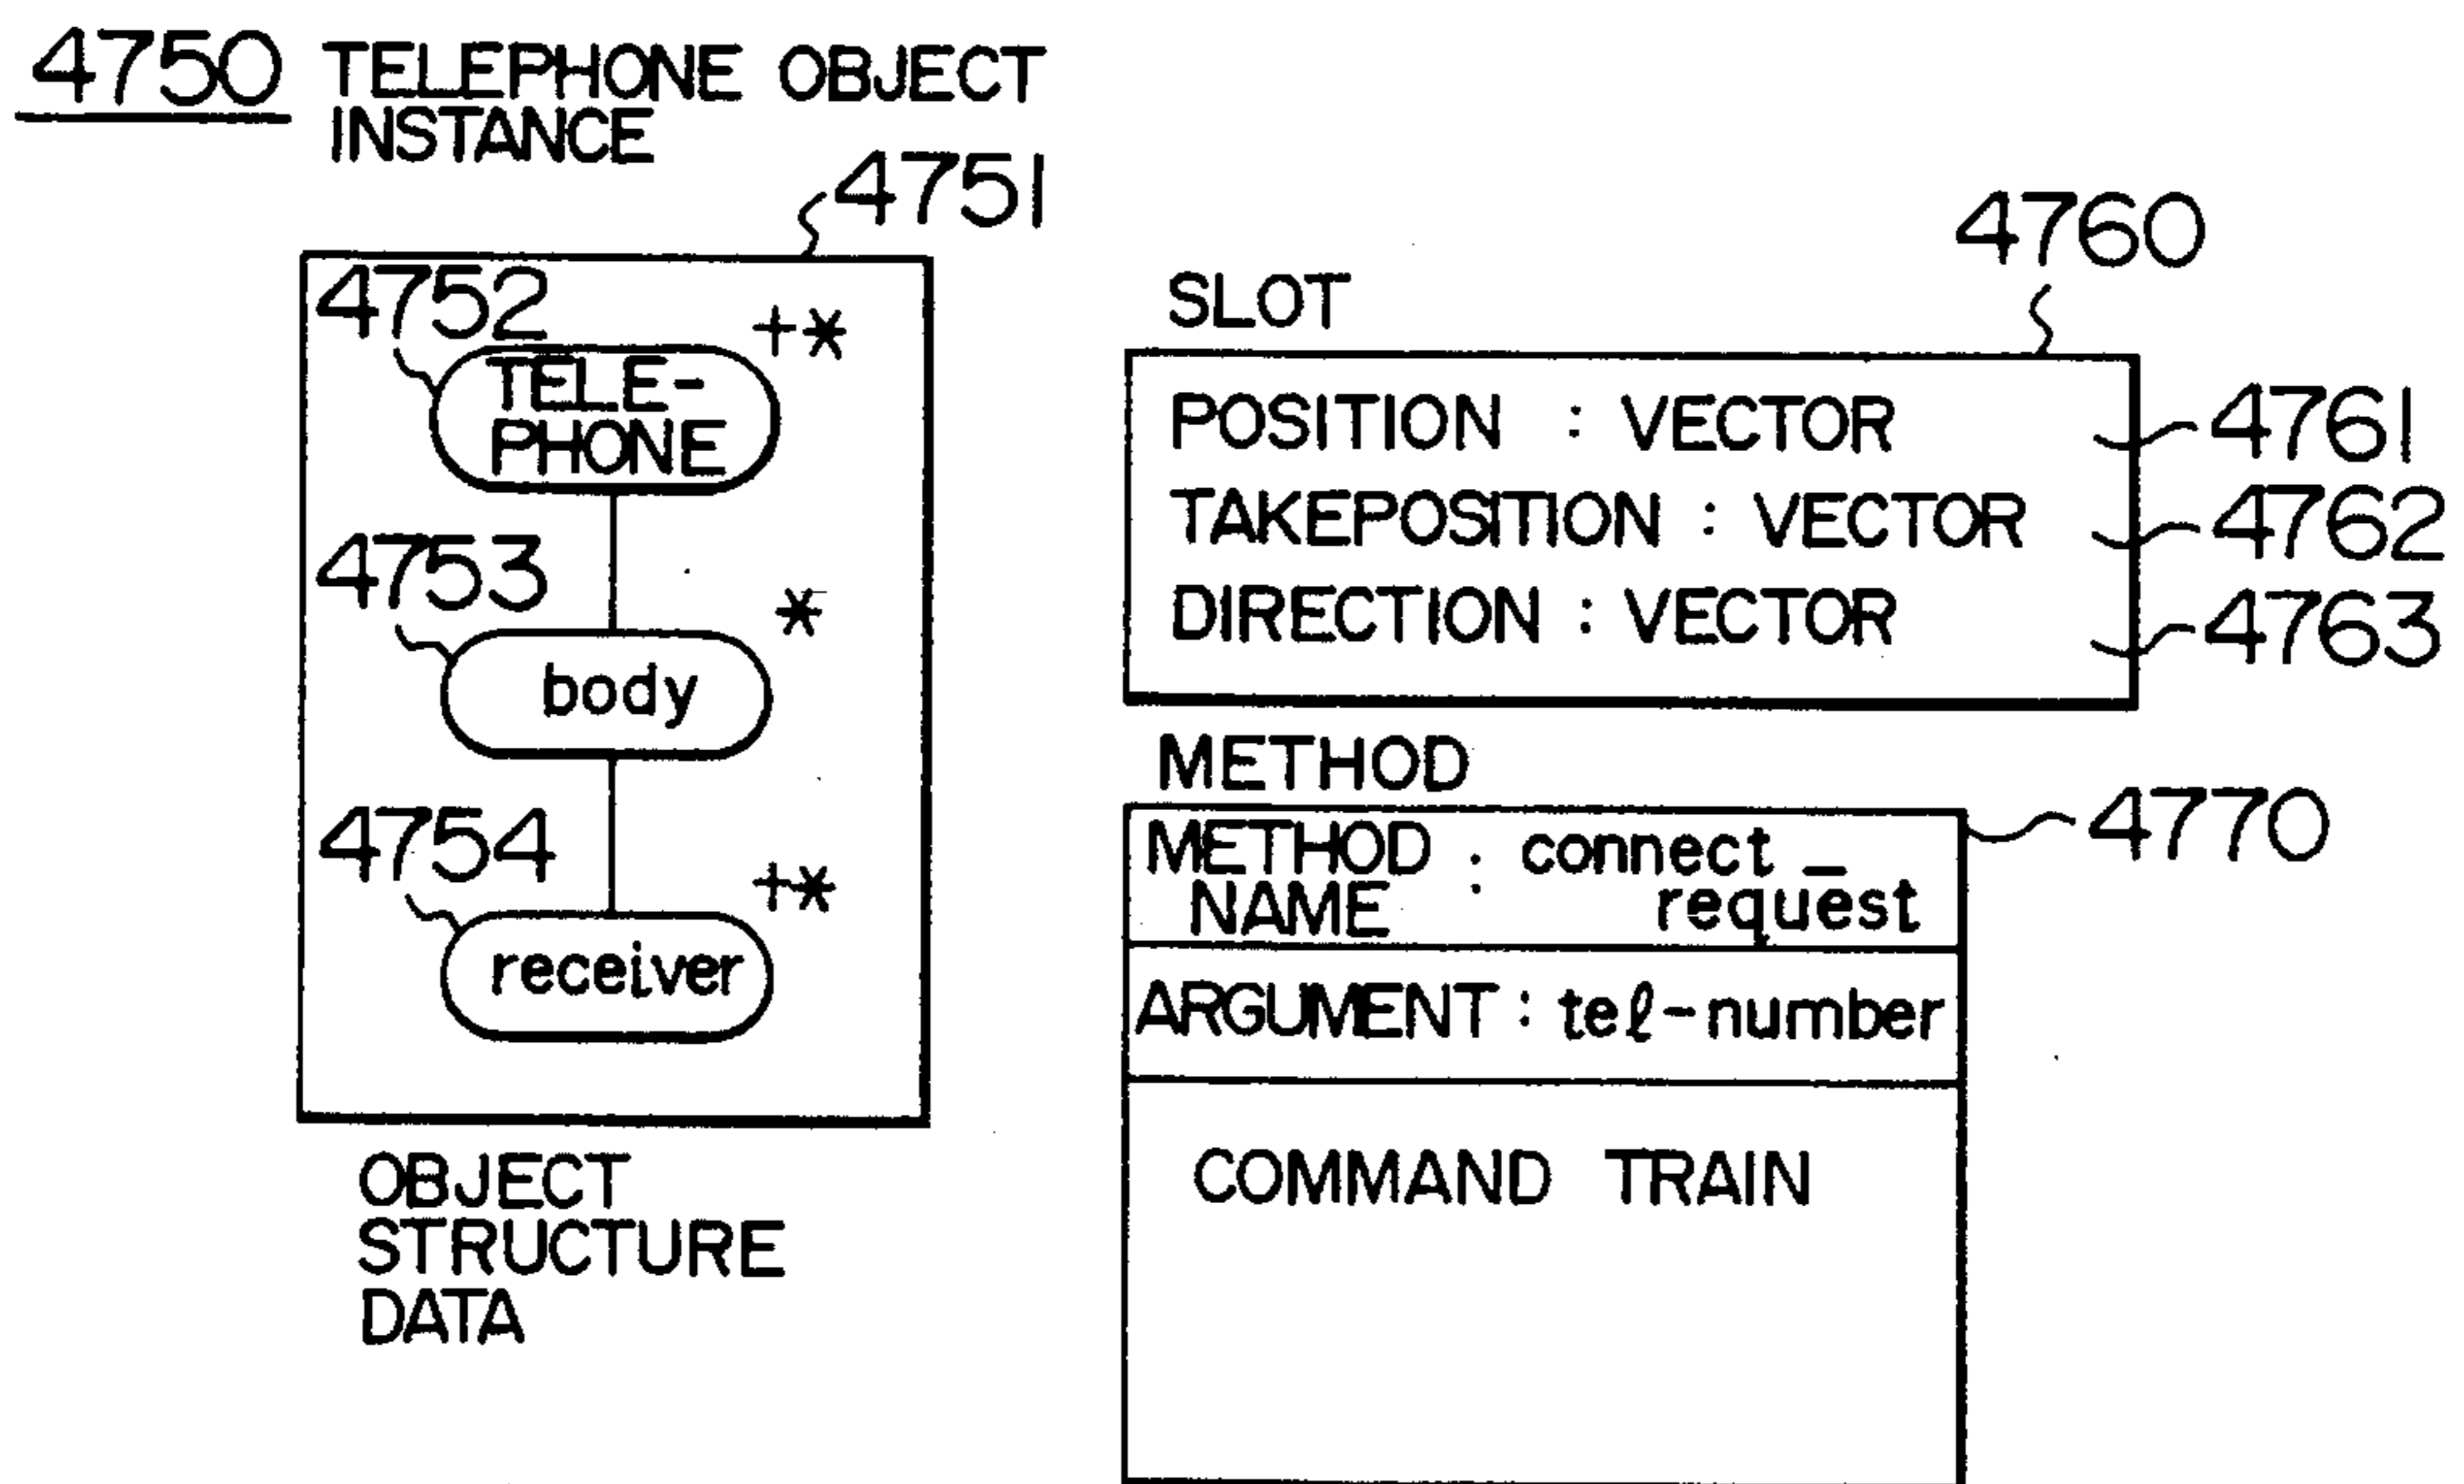 4750 TELEPHONE OBJECT
INSTANCE
4751
4752
+*
TELE-
PHONE
4753
*
body
4754
+*
receiver
OBJECT
STRUCTURE
DATA
4760
SLOT
POSITION : VECTOR
4761
TAKEPOSITION : VECTOR
4762
DIRECTION : VECTOR
4763
METHOD
4770
METHOD : connect _
NAME : request
ARGUMENT : tel-number
COMMAND TRAIN